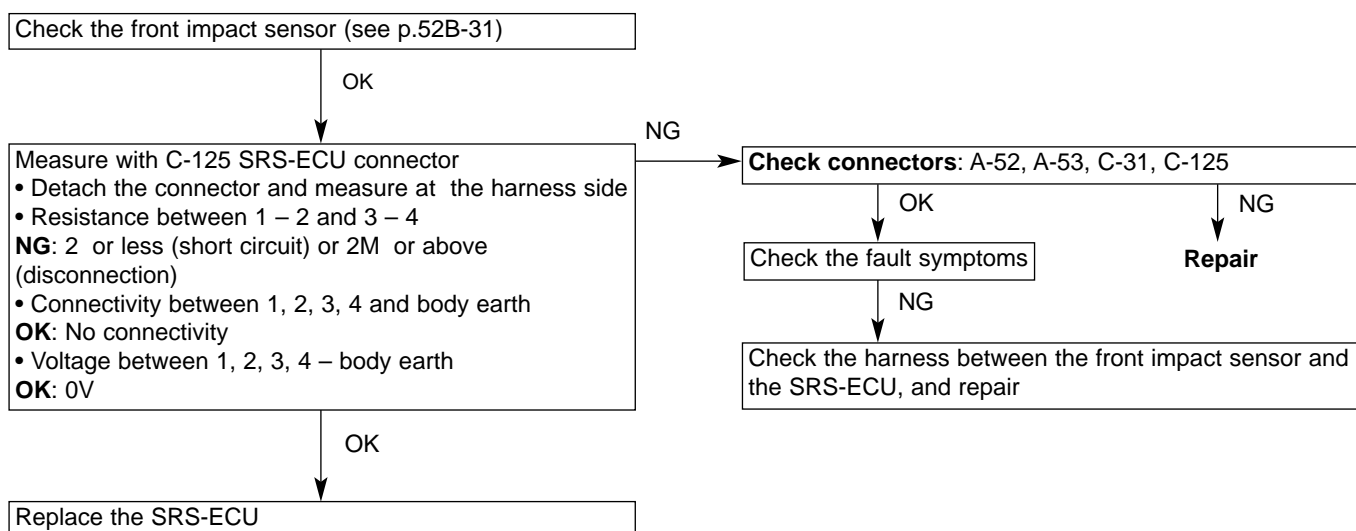 Check the front impact sensor (see p.52B-31)
OK
Measure with C-125 SRS-ECU connector
• Detach the connector and measure at the harness side
• Resistance between 1 – 2 and 3 – 4
NG: 2 or less (short circuit) or 2M or above
(disconnection)
• Connectivity between 1, 2, 3, 4 and body earth
OK: No connectivity
• Voltage between 1, 2, 3, 4 – body earth
OK: 0V
NG
Check connectors: A-52, A-53, C-31, C-125
OK
NG
Check the fault symptoms
Repair
NG
Check the harness between the front impact sensor and
the SRS-ECU, and repair
OK
Replace the SRS-ECU